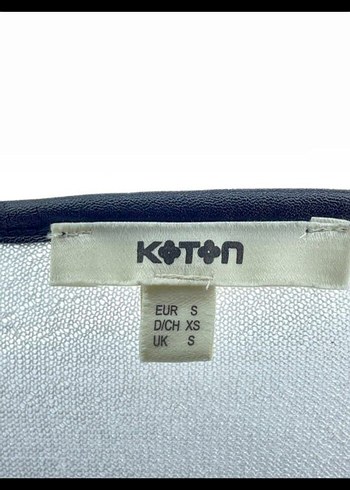 KOTON
EUR S
D/CH XS
UK S